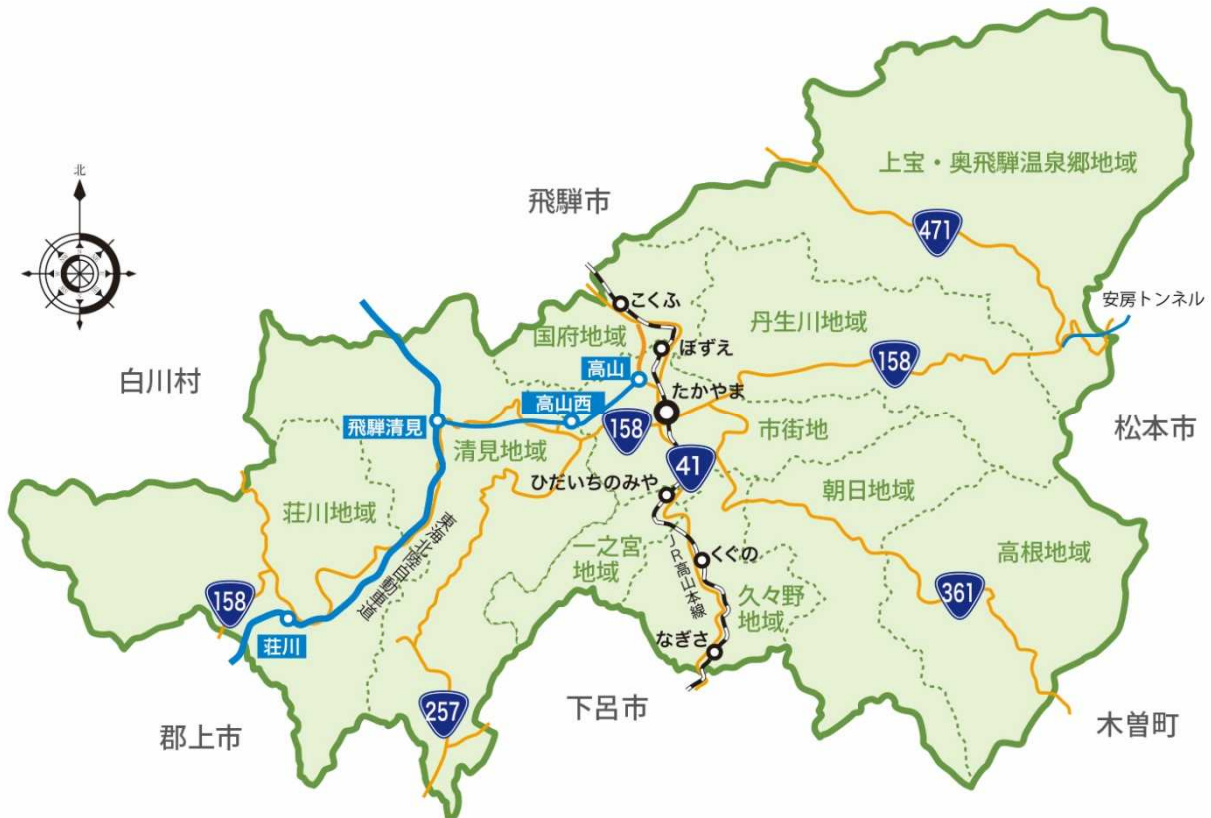 北
飛騨市
上宝・奥飛騨温泉郷地域
471
安房トンネル
こくふ
国府地域
丹生川地域
ぼずえ
158
高山
たかやま
白川村
高山西
飛騨清見
清見地域
158
市街地
松本市
41
ひだいちのみや
朝日地域
荘川地域
東海北陸自動車道
一之宮
地域
JR高山本線
くぐの
高根地域
158
久々野
地域
361
なぎさ
荘川
257
下呂市
郡上市
木曽町